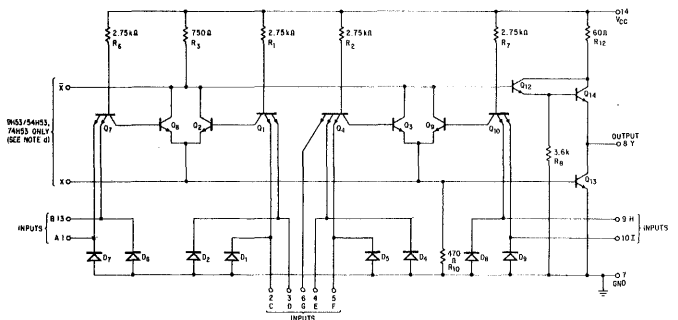 14 VCC
2.75kΩ R6
750Ω R3
2.75kΩ R1
2.75kΩ R2
2.75kΩ R7
60Ω R12
X̅
Q12
Q14
9H53/54H53,
74H53 ONLY
(SEE NOTE d)
Q7
Q8
Q2
Q1
Q4
Q3
Q9
Q10
OUTPUT
8 Y
3.6k R8
X
Q13
INPUTS
B 13
A 1
9 H
10 I
INPUTS
D7
D6
D2
D1
D5
D4
470 Ω R10
D8
D9
7 GND
2 C
3 D
6 G
4 E
5 F
INPUTS